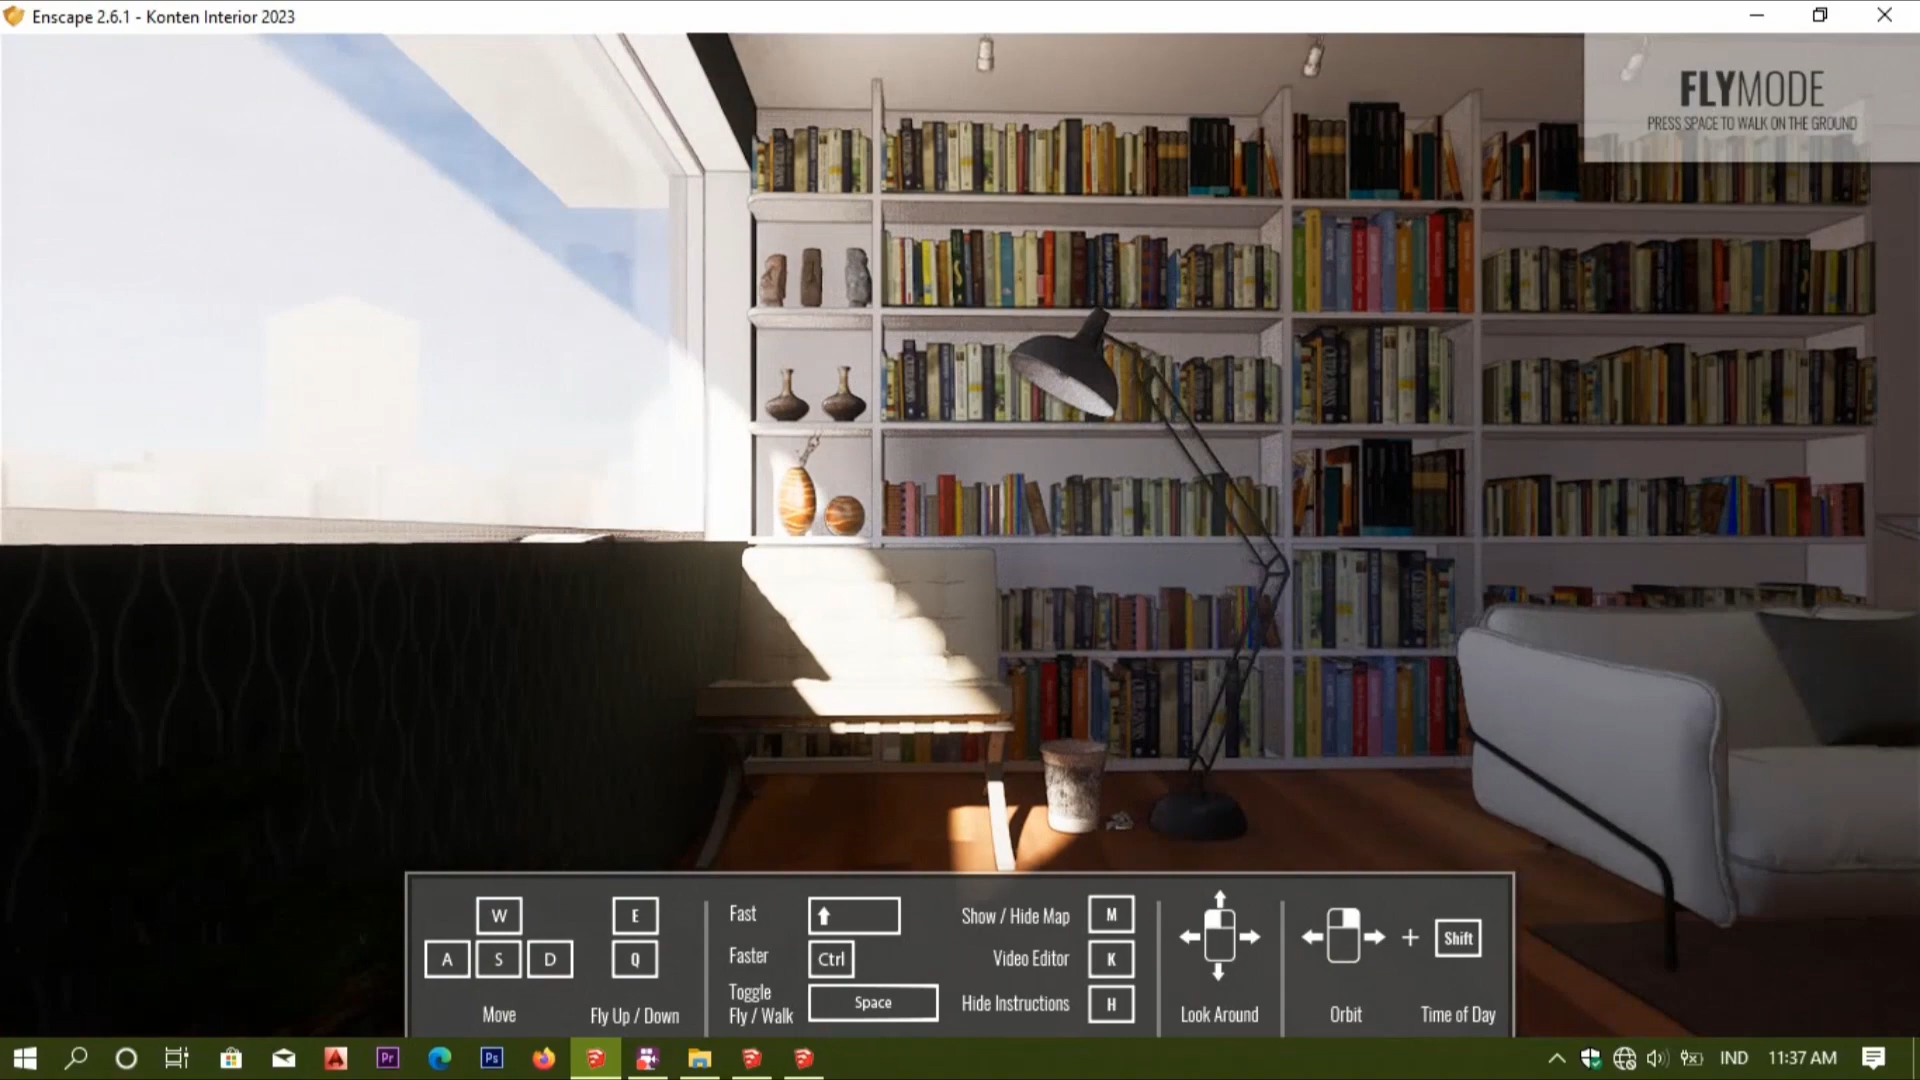 Enscape 2.6.1 - Konten Interior 2023
FLYMODE
PRESS SPACE TO WALK ON THE GROUND
W
E
A
S
D
Q
Move
Fly Up / Down
Fast
Faster
Ctrl
Toggle
Fly / Walk
Space
Show / Hide Map
M
Video Editor
K
Hide Instructions
H
Look Around
Orbit
+
Shift
Time of Day
Pr
Ps
IND
11:37 AM